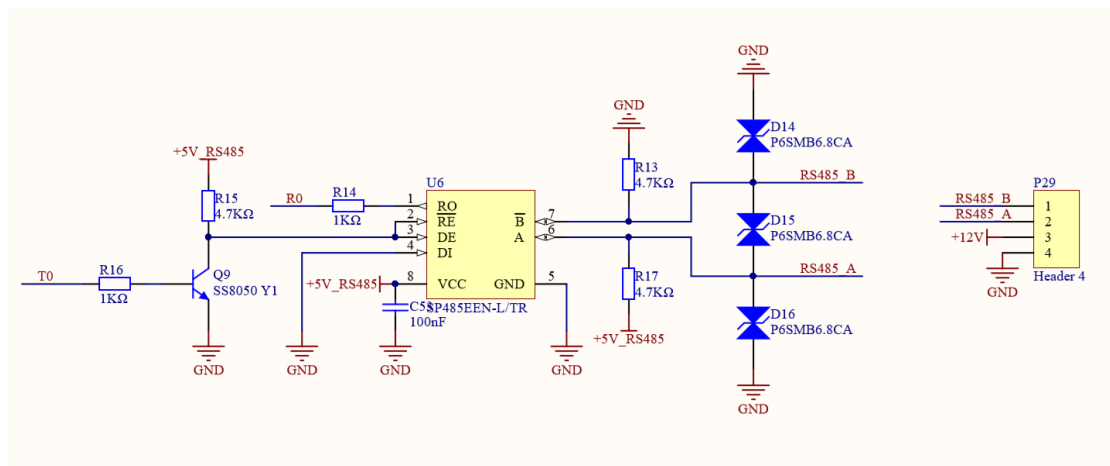 GND
D14
P6SMB6.8CA
GND
+5V_RS485
R13
4.7KΩ
RS485_B
P29
U6
R15
4.7KΩ
R0
R14
1KΩ
1
RO
2
RE
3
DE
4
DI
B
7
A
6
D15
P6SMB6.8CA
RS485_B
1
RS485_A
2
+12V
3
4
T0
R16
1KΩ
Q9
SS8050 Y1
+5V_RS485
8
VCC
GND
5
R17
4.7KΩ
RS485_A
GND
Header 4
SP485EEN-L/TR
100nF
D16
P6SMB6.8CA
+5V_RS485
GND
GND
GND
GND
GND